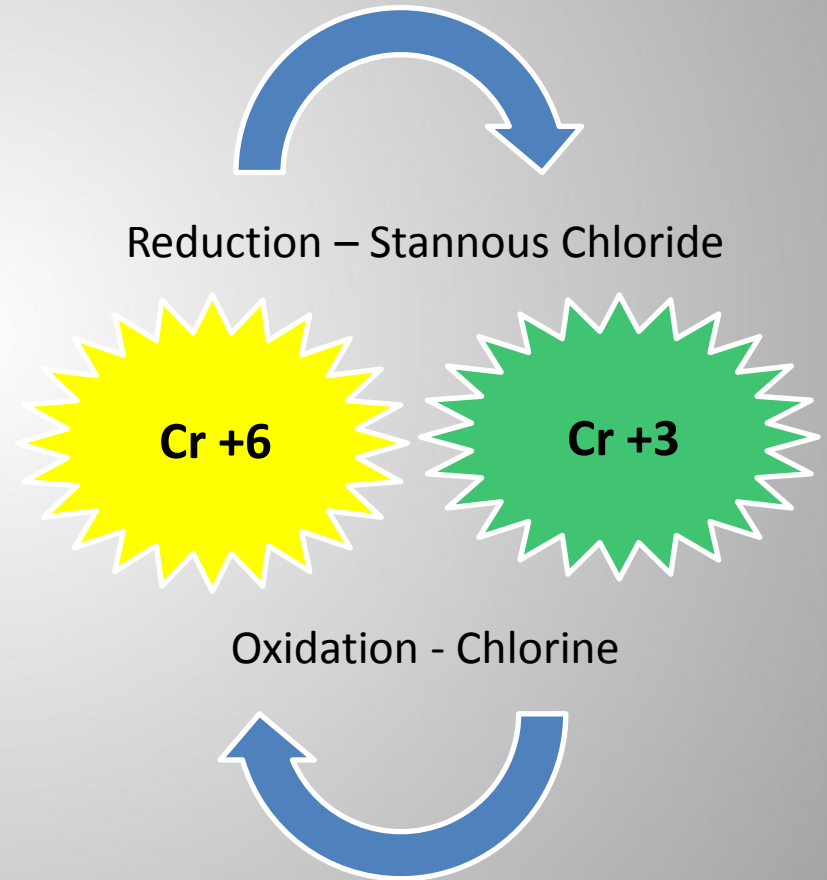 Reduction – Stannous Chloride
Cr +6
Cr +3
Oxidation - Chlorine